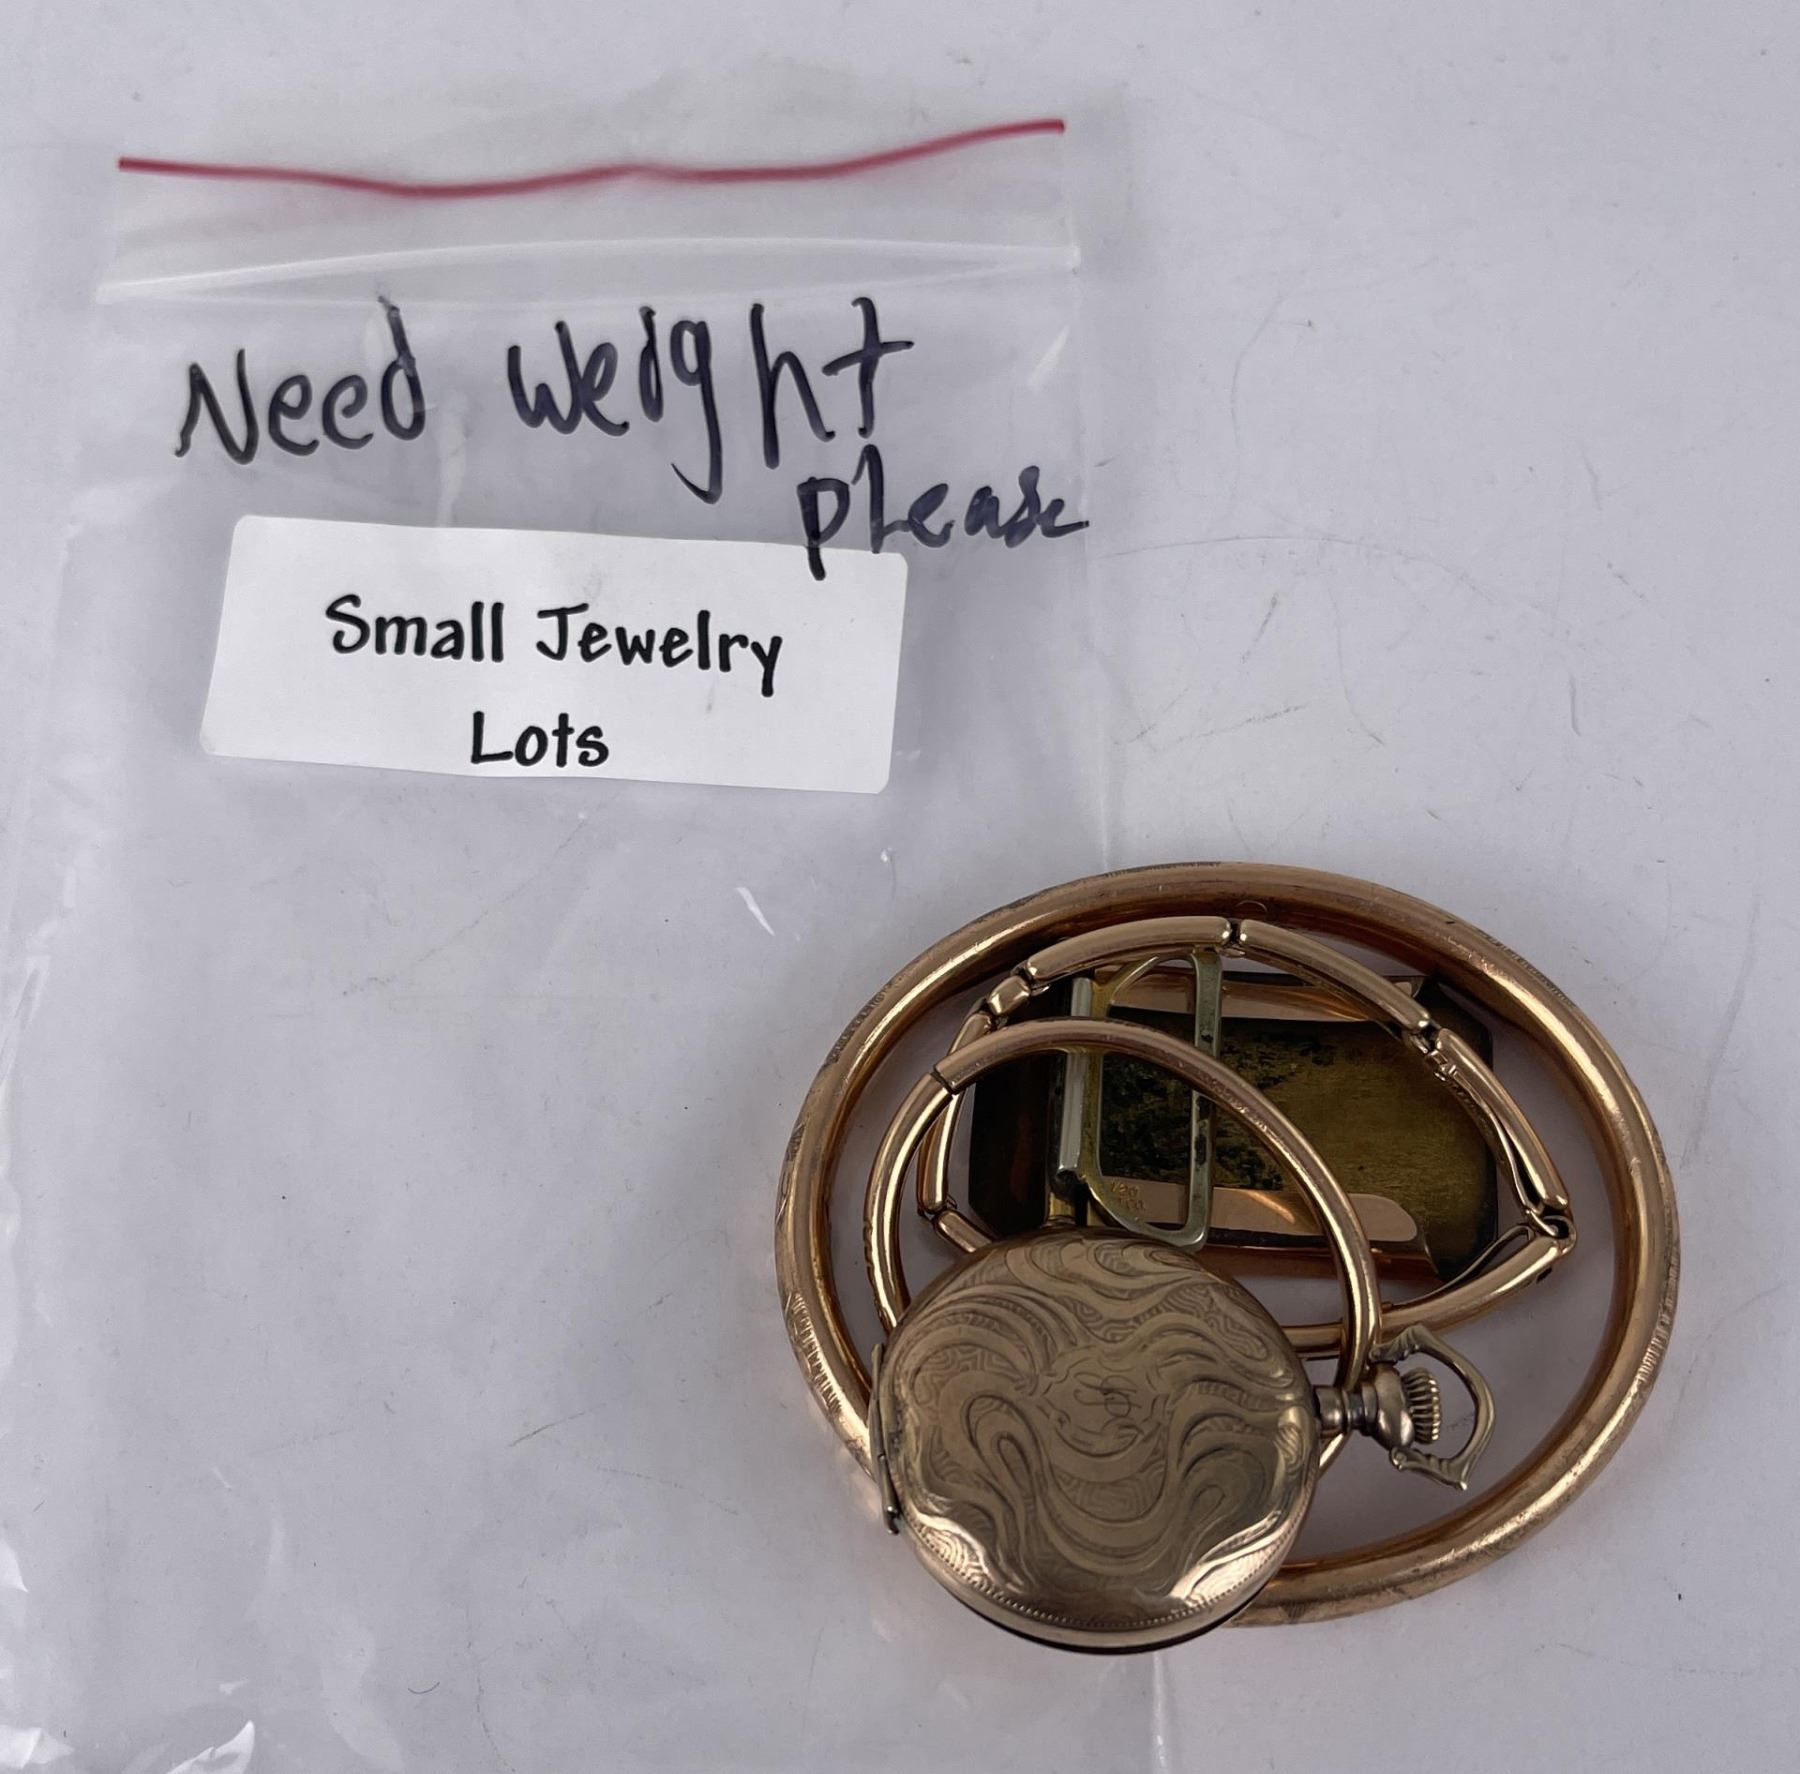 Need weight
please
Small Jewelry
Lots